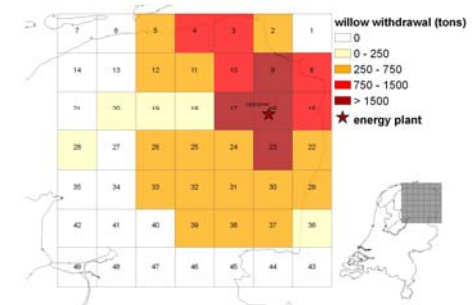 7 6 5 4 3 2 1
14 13 12 11 10 9 8
21 20 19 18 17 15
28 27 26 25 24 23 22
35 34 33 32 31 30 29
42 41 40 39 38 37 36
49 48 47 46 45 44 43
willow withdrawal (tons)
0
0 - 250
250 - 750
750 - 1500
> 1500
energy plant